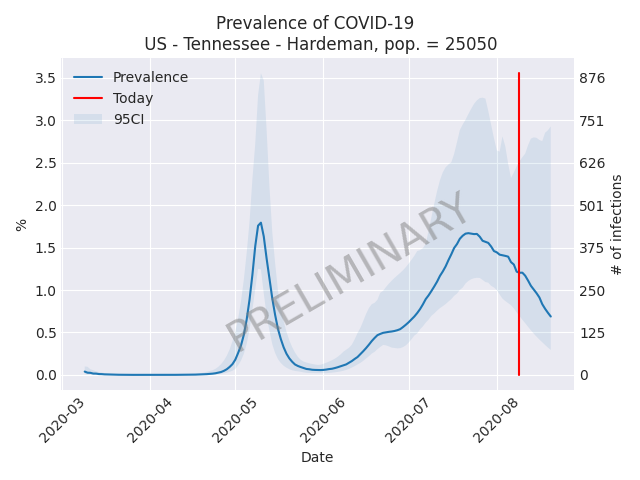 Prevalence of COVID-19
US - Tennessee - Hardeman, pop. = 25050
Prevalence
Today
95CI
3.5
3.0
2.5
2.0
1.5
1.0
0.5
0.0
%
876
751
626
501
375
250
125
0
# of infections
PRELIMINARY
2020-03
2020-04
2020-05
2020-06
2020-07
2020-08
Date